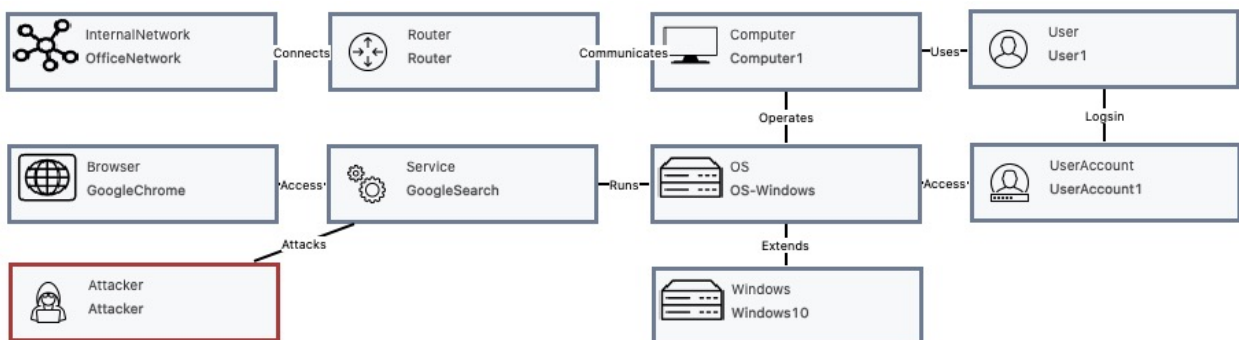 InternalNetwork
OfficeNetwork
Connects
Router
Router
Communicates
Computer
Computer1
Uses
User
User1
Operates
Logsin
Browser
GoogleChrome
Access
Service
GoogleSearch
Runs
OS
OS-Windows
Access
UserAccount
UserAccount1
Attacks
Extends
Attacker
Attacker
Windows
Windows10